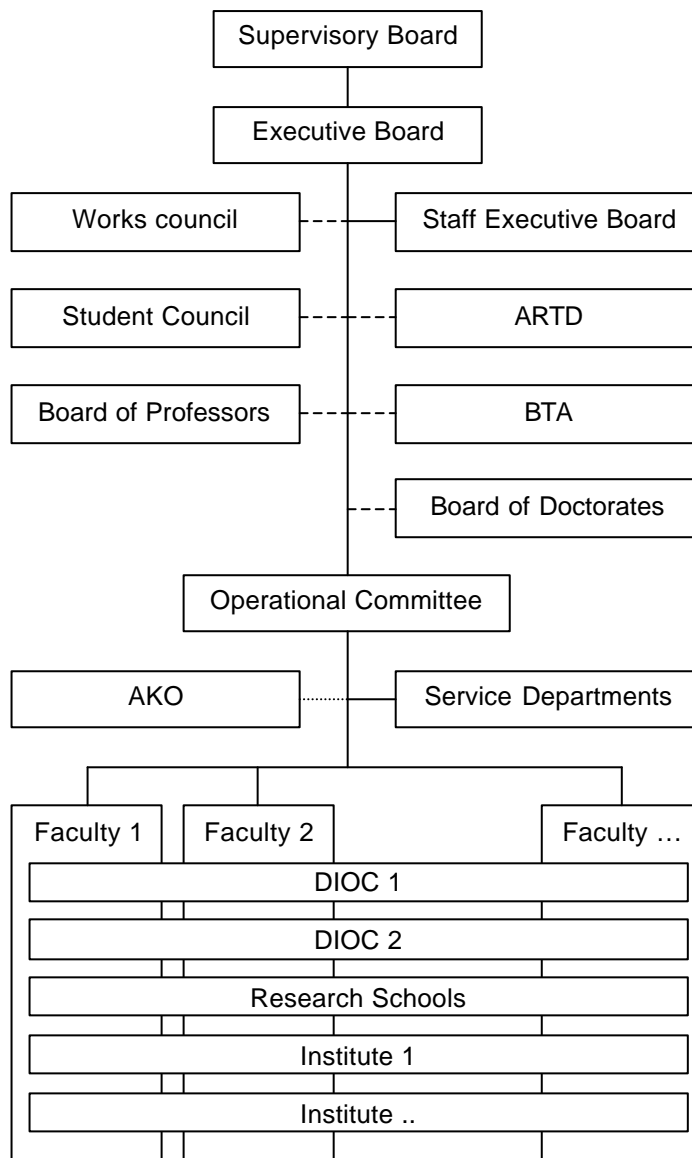 Supervisory Board
Executive Board
Works council
Staff Executive Board
Student Council
ARTD
Board of Professors
BTA
Board of Doctorates
Operational Committee
AKO
Service Departments
Faculty 1
Faculty 2
Faculty …
DIOC 1
DIOC 2
Research Schools
Institute 1
Institute ..